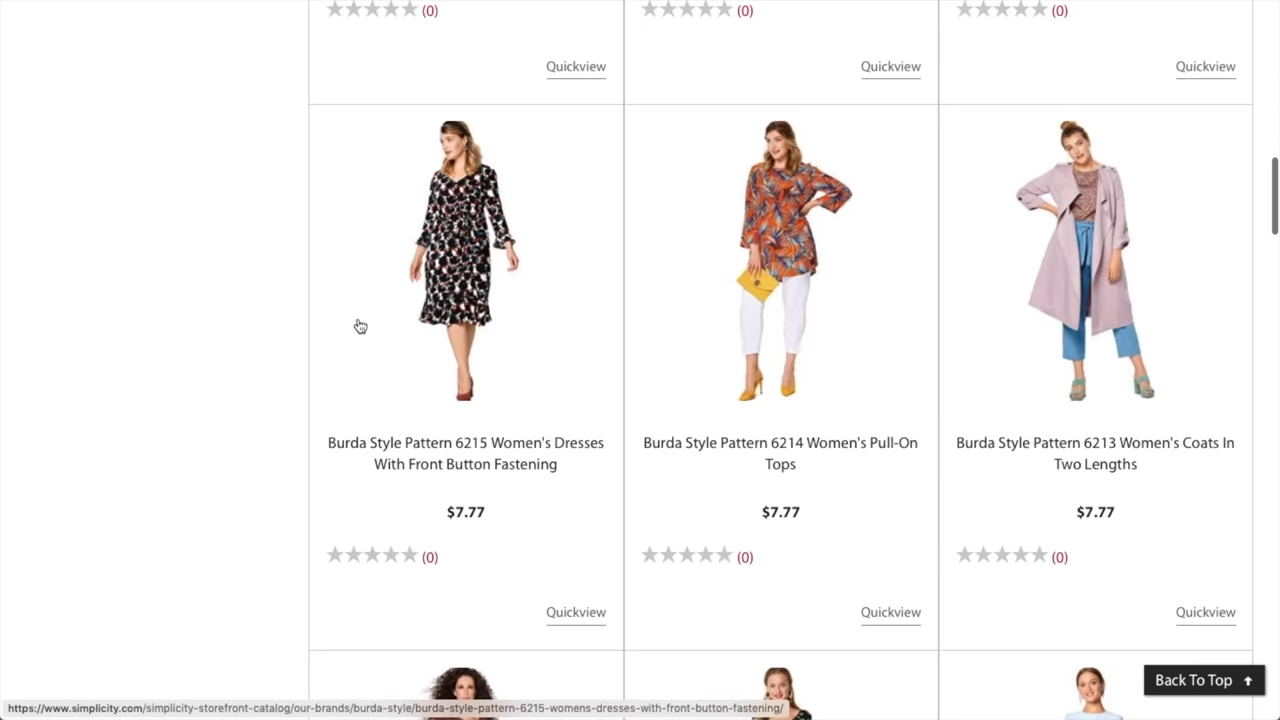 (0) (0) (0)
Quickview Quickview Quickview
Burda Style Pattern 6215 Women's Dresses
With Front Button Fastening
$7.77
(0)
Quickview
Burda Style Pattern 6214 Women's Pull-On
Tops
$7.77
(0)
Quickview
Burda Style Pattern 6213 Women's Coats In
Two Lengths
$7.77
(0)
Quickview
Back To Top
https://www.simplicity.com/simplicity-storefront-catalog/our-brands/burda-style/burda-style-pattern-6215-womens-dresses-with-front-button-fastening/